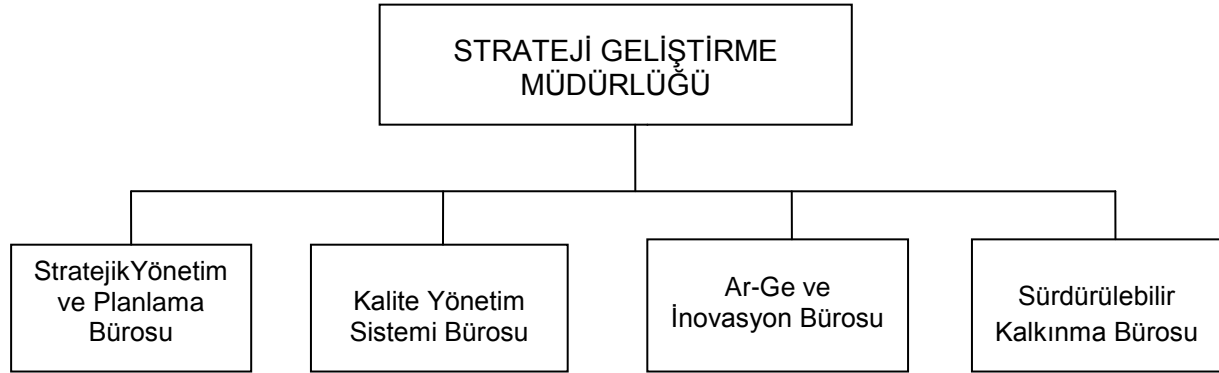 STRATEJİ GELİŞTİRME
MÜDÜRLÜĞÜ
StratejikYönetim
ve Planlama
Bürosu
Kalite Yönetim
Sistemi Bürosu
Ar-Ge ve
İnovasyon Bürosu
Sürdürülebilir
Kalkınma Bürosu